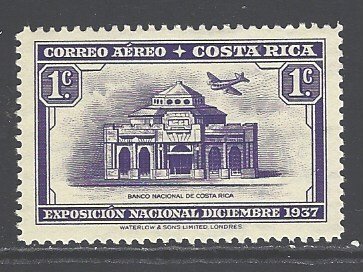 CORREO AÉREO ✦ COSTA RICA
1c 1c
BANCO NACIONAL DE COSTA RICA
EXPOSICIÓN NACIONAL DICIEMBRE 1937
WATERLOW & SONS LIMITED, LONDRES.